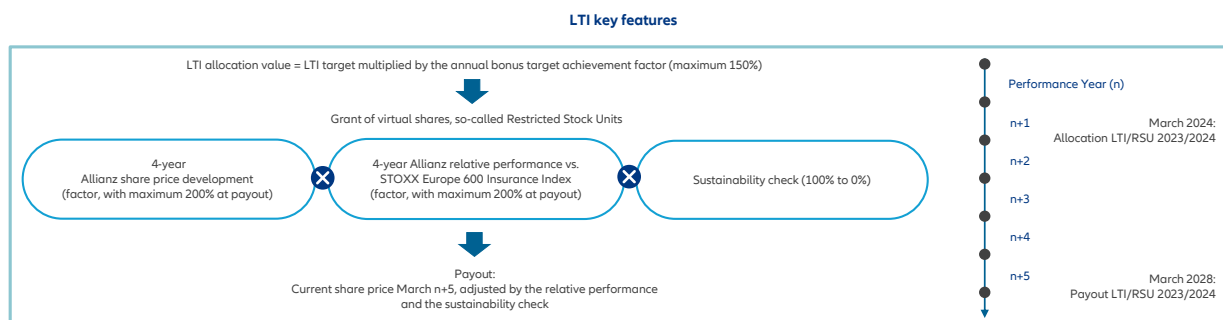 LTI key features
LTI allocation value = LTI target multiplied by the annual bonus target achievement factor (maximum 150%)
Grant of virtual shares, so-called Restricted Stock Units
4-year
Allianz share price development
(factor, with maximum 200% at payout)
4-year Allianz relative performance vs.
STOXX Europe 600 Insurance Index
(factor, with maximum 200% at payout)
Sustainability check (100% to 0%)
Payout:
Current share price March n+5, adjusted by the relative performance
and the sustainability check
Performance Year (n)
n+1
March 2024:
Allocation LTI/RSU 2023/2024
n+2
n+3
n+4
n+5
March 2028:
Payout LTI/RSU 2023/2024